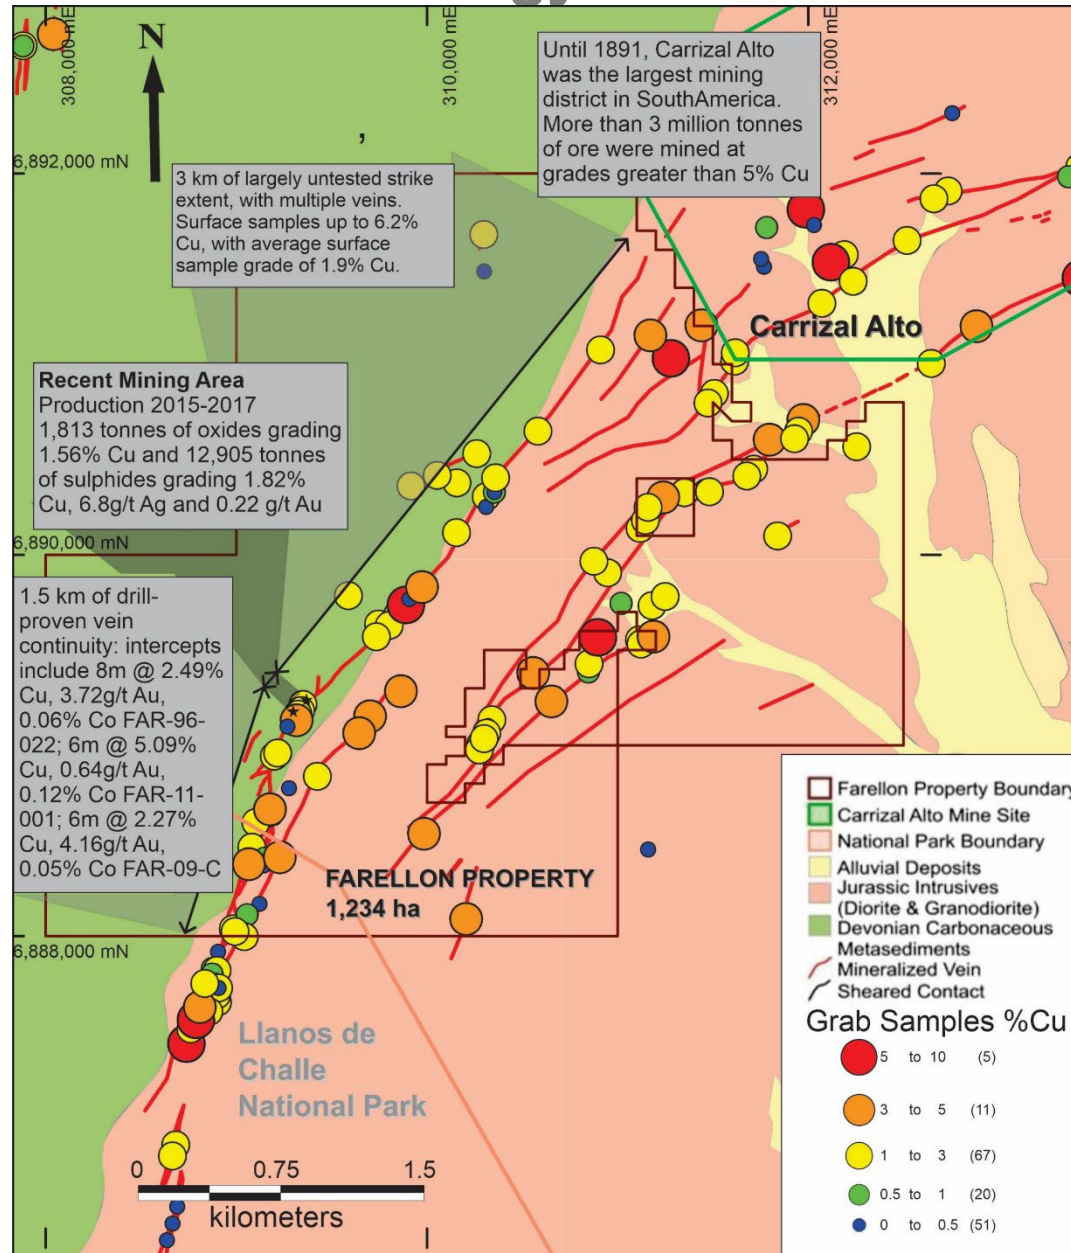 N
308,000 mE
310,000 mE
312,000 mE
Until 1891, Carrizal Alto
was the largest mining
district in SouthAmerica.
More than 3 million tonnes
of ore were mined at
grades greater than 5% Cu
,
6,892,000 mN
3 km of largely untested strike
extent, with multiple veins.
Surface samples up to 6.2%
Cu, with average surface
sample grade of 1.9% Cu.
Carrizal Alto
Recent Mining Area
Production 2015-2017
1,813 tonnes of oxides grading
1.56% Cu and 12,905 tonnes
of sulphides grading 1.82%
Cu, 6.8g/t Ag and 0.22 g/t Au
6,890,000 mN
1.5 km of drill-
proven vein
continuity: intercepts
include 8m @ 2.49%
Cu, 3.72g/t Au,
0.06% Co FAR-96-
022; 6m @ 5.09%
Cu, 0.64g/t Au,
0.12% Co FAR-11-
001; 6m @ 2.27%
Cu, 4.16g/t Au,
0.05% Co FAR-09-C
FARELLON PROPERTY
1,234 ha
6,888,000 mN
Llanos de
Challe
National Park
0 0.75 1.5
kilometers
Farellon Property Boundary
Carrizal Alto Mine Site
National Park Boundary
Alluvial Deposits
Jurassic Intrusives
(Diorite & Granodiorite)
Devonian Carbonaceous
Metasediments
Mineralized Vein
Sheared Contact
Grab Samples %Cu
5 to 10 (5)
3 to 5 (11)
1 to 3 (67)
0.5 to 1 (20)
0 to 0.5 (51)